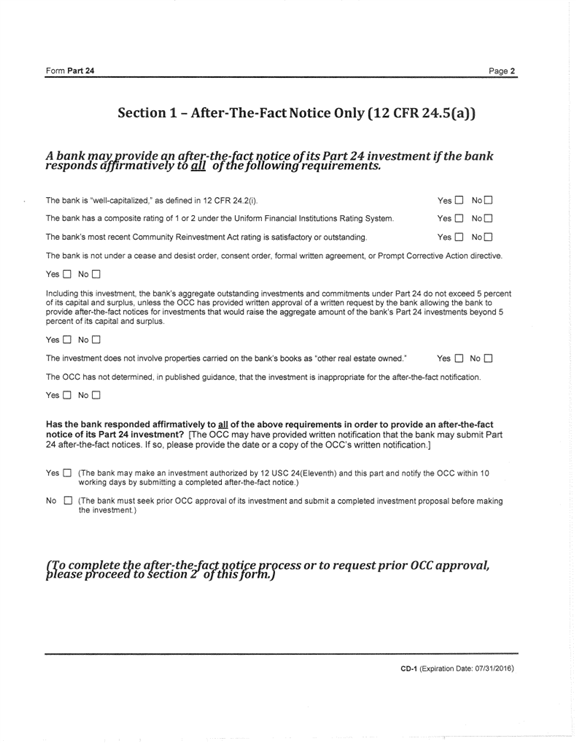 Form Part 24 Page 2
Section 1 – After-The-Fact Notice Only (12 CFR 24.5(a))
A bank may provide an after-the-fact notice of its Part 24 investment if the bank
responds affirmatively to all of the following requirements.
The bank is “well-capitalized,” as defined in 12 CFR 24.2(i). Yes ☐ No ☐
The bank has a composite rating of 1 or 2 under the Uniform Financial Institutions Rating System. Yes ☐ No ☐
The bank's most recent Community Reinvestment Act rating is satisfactory or outstanding. Yes ☐ No ☐
The bank is not under a cease and desist order, consent order, formal written agreement, or Prompt Corrective Action directive.
Yes ☐ No ☐
Including this investment, the bank's aggregate outstanding investments and commitments under Part 24 do not exceed 5 percent
of its capital and surplus, unless the OCC has provided written approval of a written request by the bank allowing the bank to
provide after-the-fact notices for investments that would raise the aggregate amount of the bank's Part 24 investments beyond 5
percent of its capital and surplus.
Yes ☐ No ☐
The investment does not involve properties carried on the bank's books as “other real estate owned.” Yes ☐ No ☐
The OCC has not determined, in published guidance, that the investment is inappropriate for the after-the-fact notification.
Yes ☐ No ☐
Has the bank responded affirmatively to all of the above requirements in order to provide an after-the-fact
notice of its Part 24 investment? [The OCC may have provided written notification that the bank may submit Part
24 after-the-fact notices. If so, please provide the date or a copy of the OCC's written notification.]
Yes ☐ (The bank may make an investment authorized by 12 USC 24(Eleventh) and this part and notify the OCC within 10
working days by submitting a completed after-the-fact notice.)
No ☐ (The bank must seek prior OCC approval of its investment and submit a completed investment proposal before making
the investment.)
(To complete the after-the-fact notice process or to request prior OCC approval,
please proceed to section 2 of this form.)
CD-1 (Expiration Date: 07/31/2016)